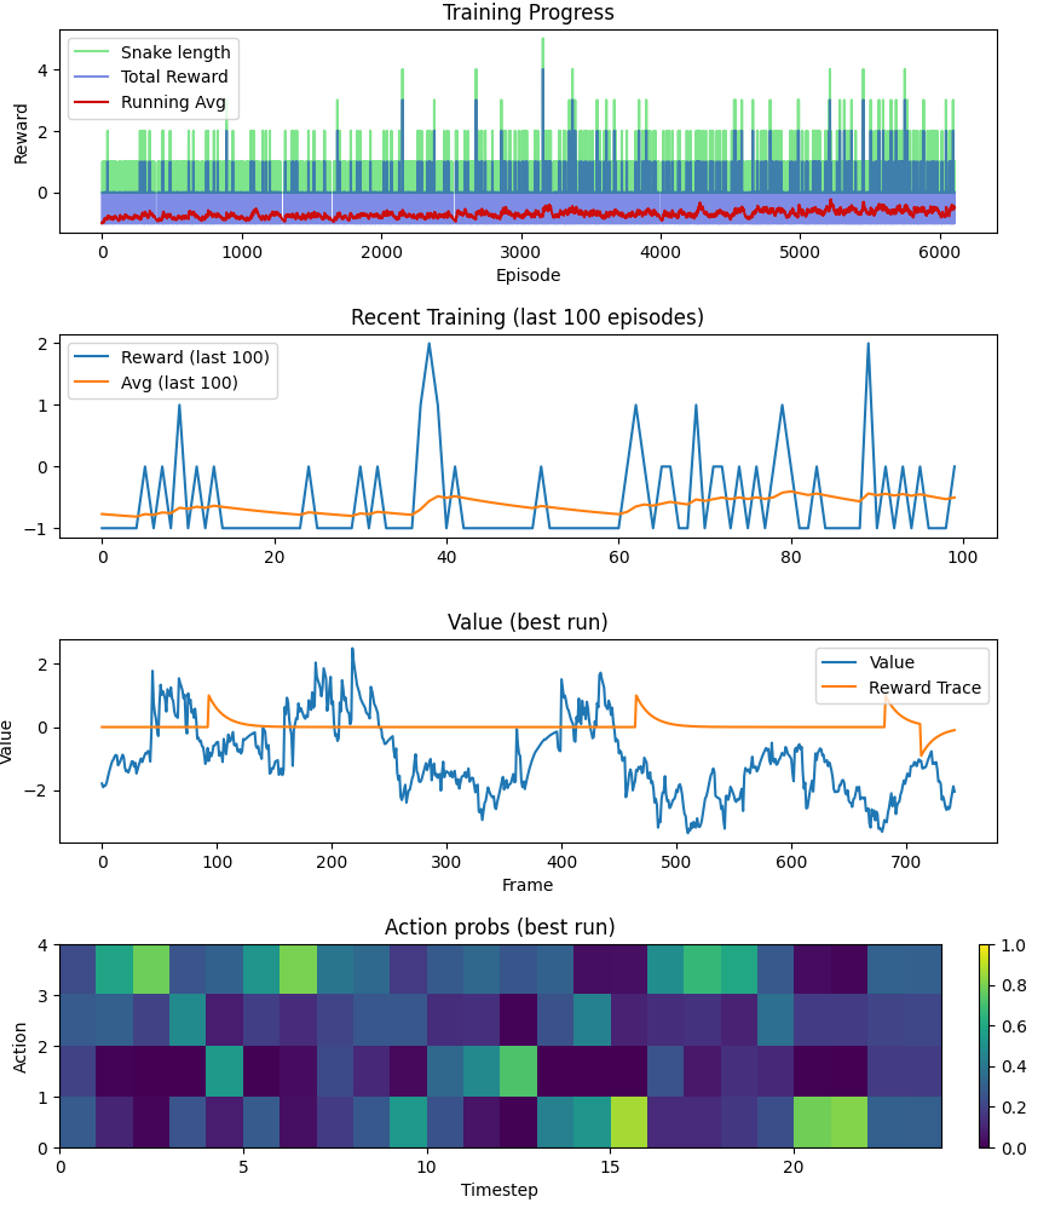 Training Progress
Snake length
Total Reward
Running Avg
Reward
4
2
0
0 1000 2000 3000 4000 5000 6000
Episode
Recent Training (last 100 episodes)
Reward (last 100)
Avg (last 100)
2
1
0
−1
0 20 40 60 80 100
Value (best run)
Value
Reward Trace
Value
2
0
−2
0 100 200 300 400 500 600 700
Frame
Action probs (best run)
Action
4
3
2
1
0
0 5 10 15 20
Timestep
1.0
0.8
0.6
0.4
0.2
0.0